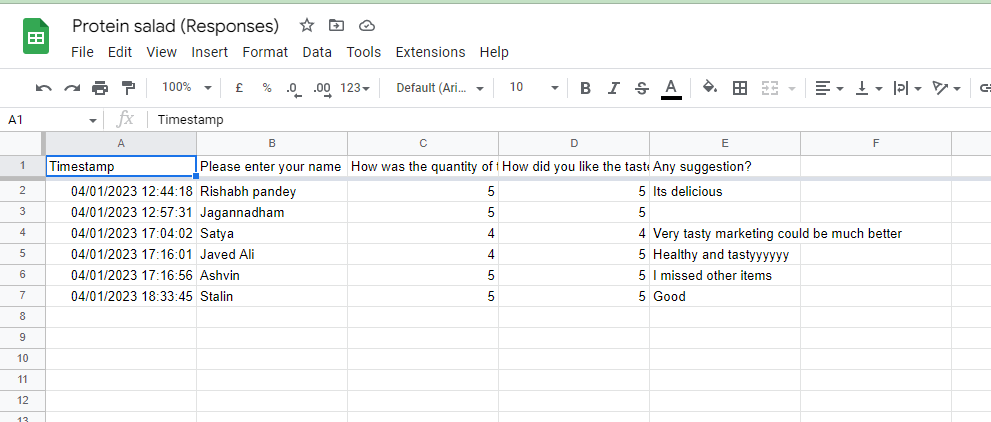 Protein salad (Responses)
File Edit View Insert Format Data Tools Extensions Help
100% £ % .0 .00 123 Default (Ari... 10 B I S A
A1 fx Timestamp
A B C D E F
1 Timestamp Please enter your name How was the quantity of t How did you like the taste Any suggestion?
2 04/01/2023 12:44:18 Rishabh pandey 5 5 Its delicious
3 04/01/2023 12:57:31 Jagannadham 5 5
4 04/01/2023 17:04:02 Satya 4 4 Very tasty marketing could be much better
5 04/01/2023 17:16:01 Javed Ali 4 5 Healthy and tastyyyyyy
6 04/01/2023 17:16:56 Ashvin 5 5 I missed other items
7 04/01/2023 18:33:45 Stalin 5 5 Good
8
9
10
11
12
13